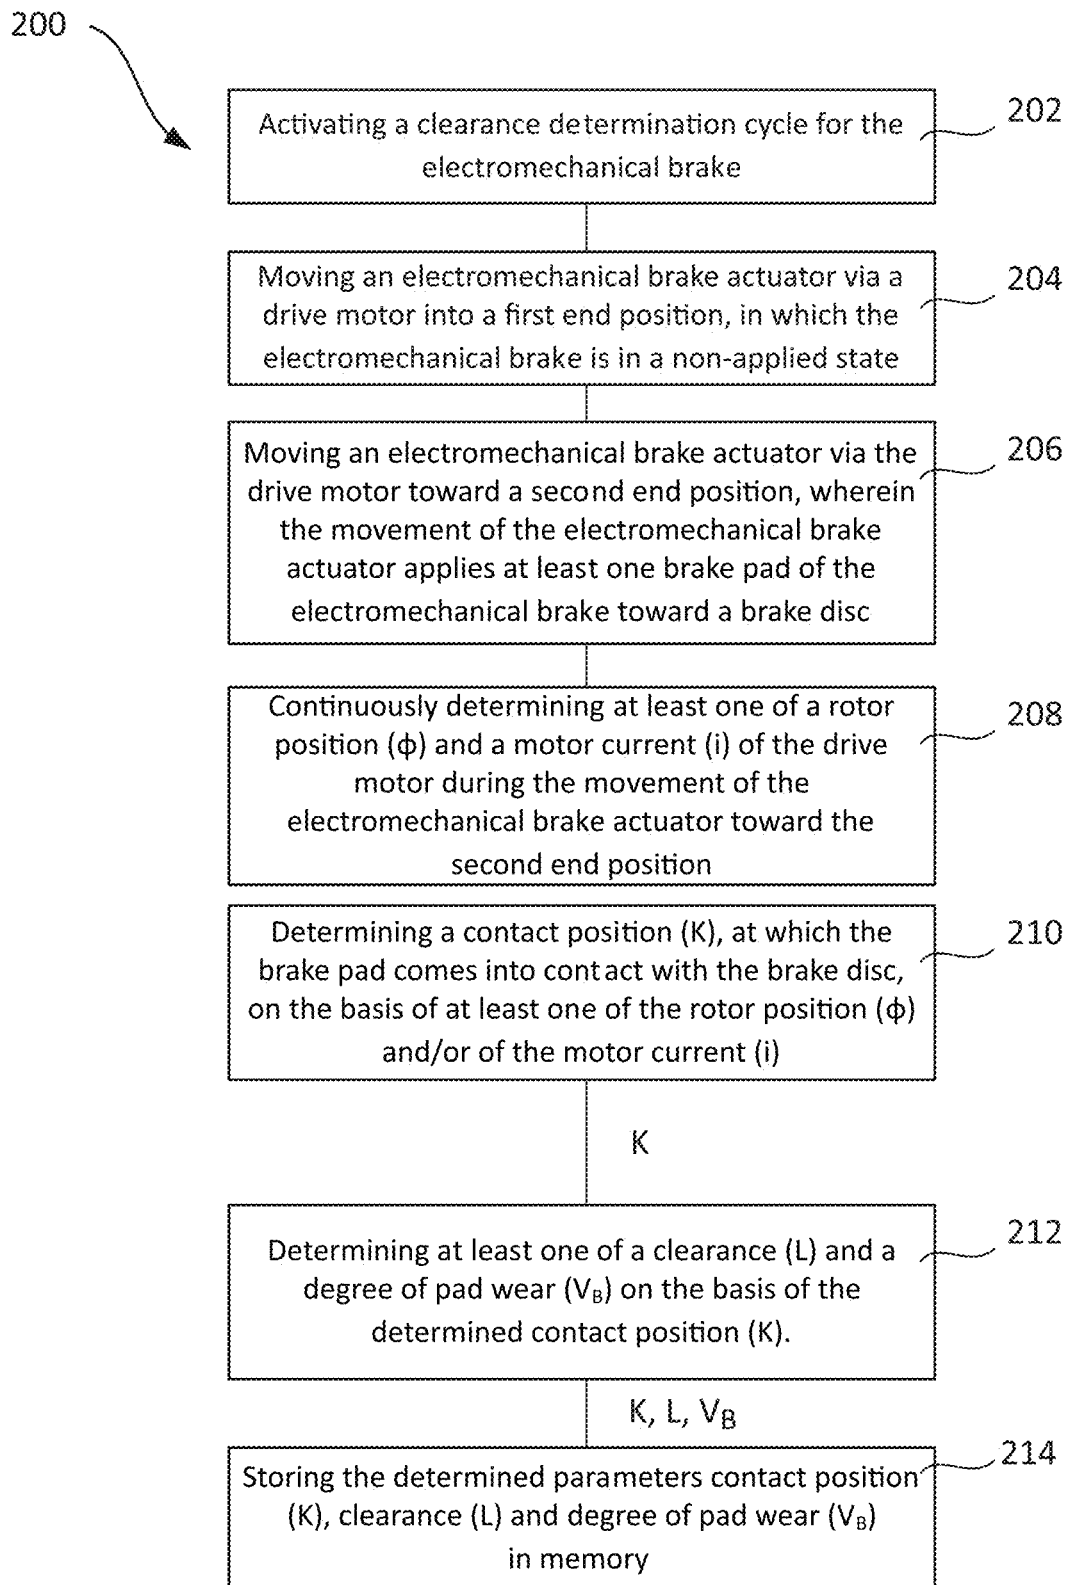 200
Activating a clearance determination cycle for the
electromechanical brake
202
Moving an electromechanical brake actuator via a
drive motor into a first end position, in which the
electromechanical brake is in a non-applied state
204
Moving an electromechanical brake actuator via the
drive motor toward a second end position, wherein
the movement of the electromechanical brake
actuator applies at least one brake pad of the
electromechanical brake toward a brake disc
206
Continuously determining at least one of a rotor
position (ϕ) and a motor current (i) of the drive
motor during the movement of the
electromechanical brake actuator toward the
second end position
208
Determining a contact position (K), at which the
brake pad comes into contact with the brake disc,
on the basis of at least one of the rotor position (ϕ)
and/or of the motor current (i)
210
K
Determining at least one of a clearance (L) and a
degree of pad wear (V_B) on the basis of the
determined contact position (K).
212
K, L, V_B
Storing the determined parameters contact position
(K), clearance (L) and degree of pad wear (V_B)
in memory
214